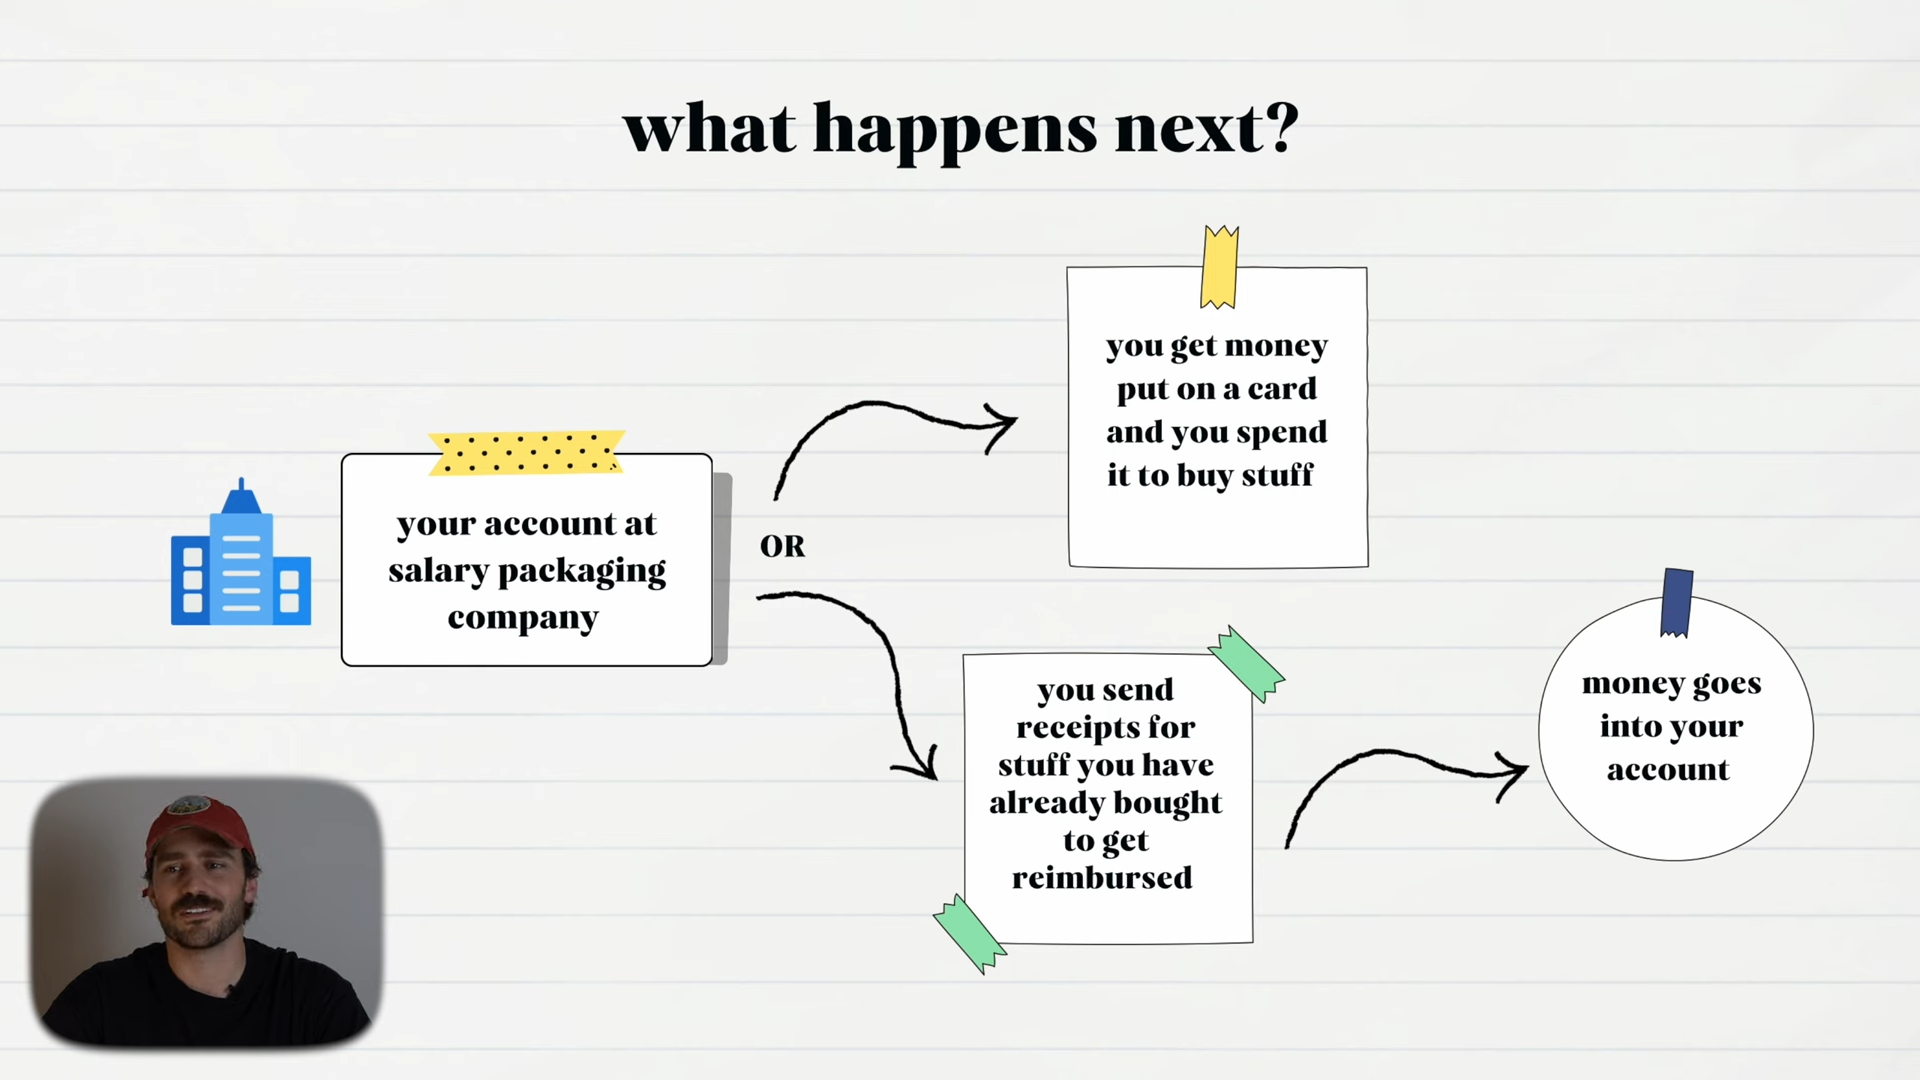 what happens next?
you get money
put on a card
and you spend
it to buy stuff
your account at
salary packaging
company
OR
you send
receipts for
stuff you have
already bought
to get
reimbursed
money goes
into your
account